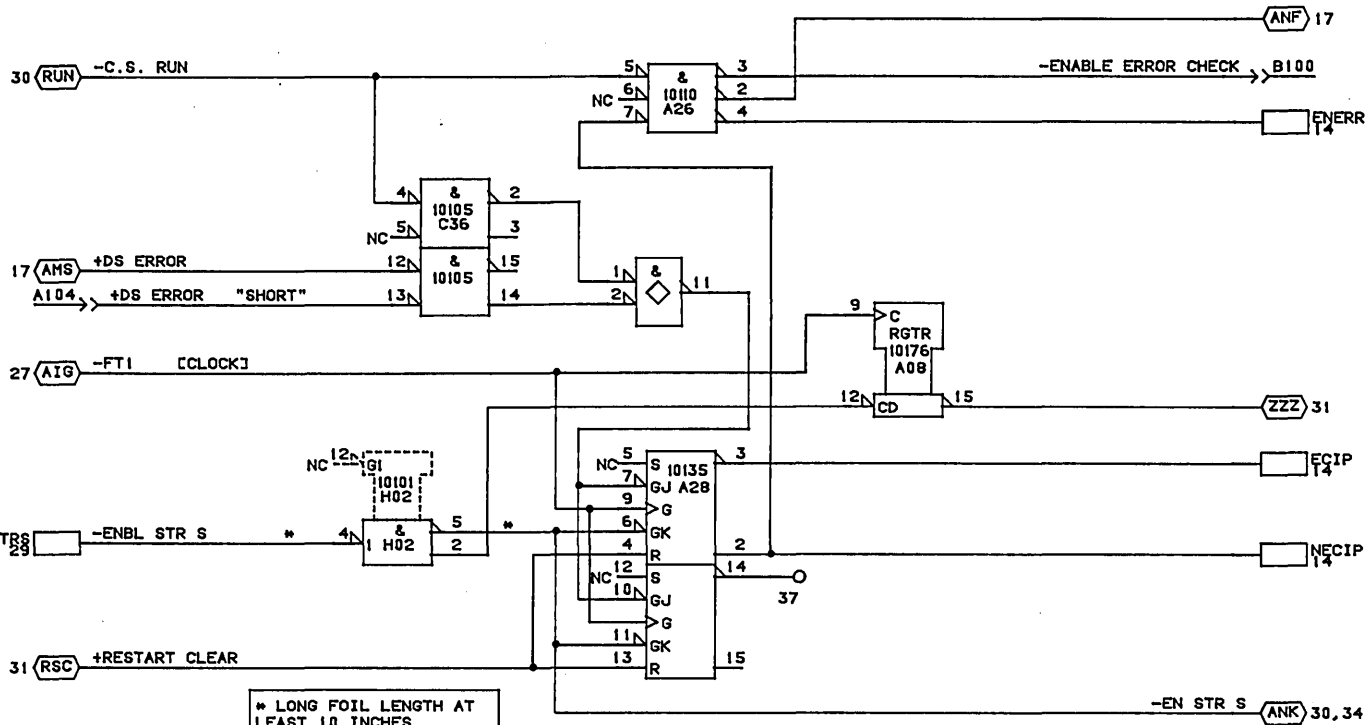 ANF 17
30 RUN -C.S. RUN
5 & 3 -ENABLE ERROR CHECK B100
NC 6 10110 2
7 A26 4 ENERR
14
4 & 2
10105
NC 5 C36 3
17 AMS +DS ERROR 12 & 15
10105
A104 +DS ERROR "SHORT" 13 14
1 & 11
2
9 C
RGTR
10176
A08
27 AIG -FT1 [CLOCK]
12 CD 15 ZZZ 31
NC 12 G1
10101
H02
NC 5 S 10135 3 ECIP
14
7 GJ A28
9 G
TRS -ENBL STR S * 4 1 & 5 * 6 GK
29 H02 2
4 R 2 NECIP
14
NC 12 S 14
37
10 GJ
G
11 GK
31 RSC +RESTART CLEAR 13 R 15
* LONG FOIL LENGTH AT
LEAST 10 INCHES
-EN STR S ANK 30,34